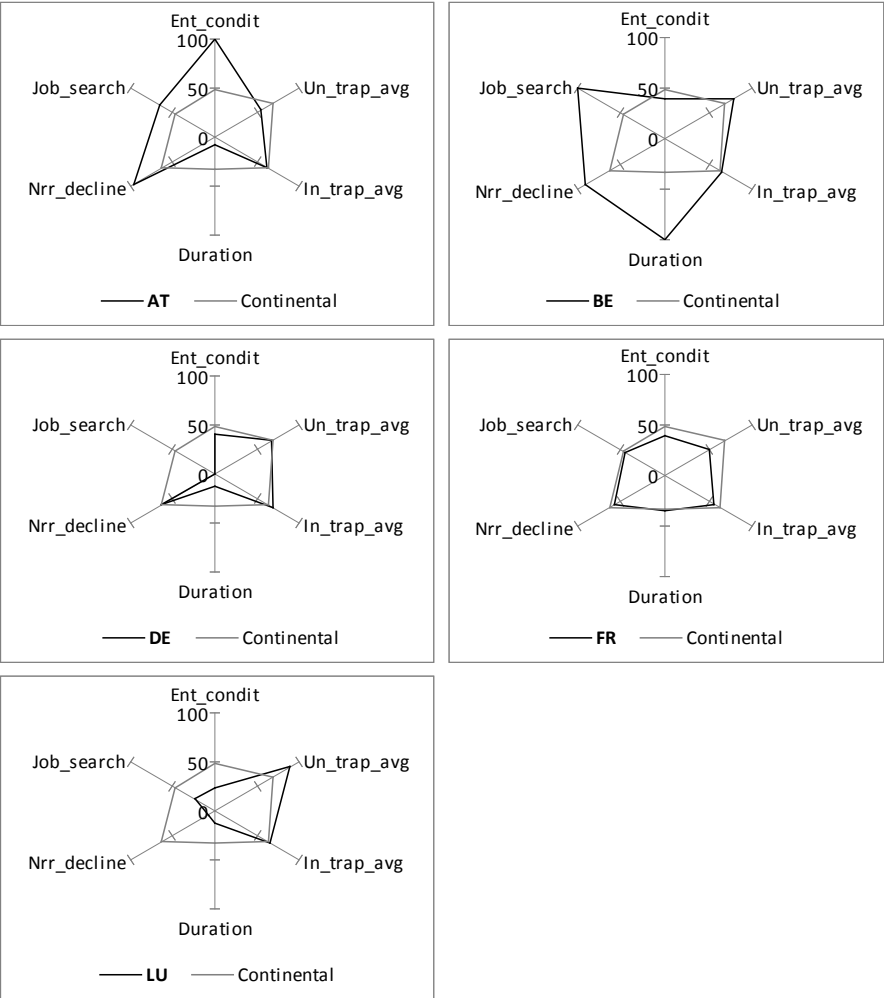 Ent_condit
100
Job_search
50
Un_trap_avg
0
Nrr_decline
In_trap_avg
Duration
AT
Continental
Ent_condit
100
Job_search
50
Un_trap_avg
0
Nrr_decline
In_trap_avg
Duration
BE
Continental
Ent_condit
100
Job_search
50
Un_trap_avg
0
Nrr_decline
In_trap_avg
Duration
DE
Continental
Ent_condit
100
Job_search
50
Un_trap_avg
0
Nrr_decline
In_trap_avg
Duration
FR
Continental
Ent_condit
100
Job_search
50
Un_trap_avg
0
Nrr_decline
In_trap_avg
Duration
LU
Continental